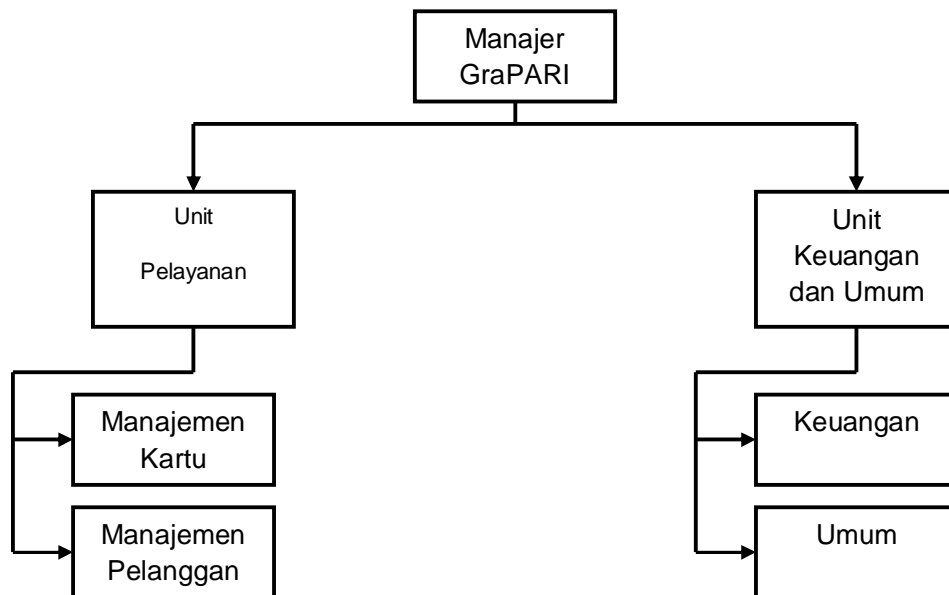 Manajer
GraPARI
Unit
Pelayanan
Unit
Keuangan
dan Umum
Manajemen
Kartu
Keuangan
Manajemen
Pelanggan
Umum